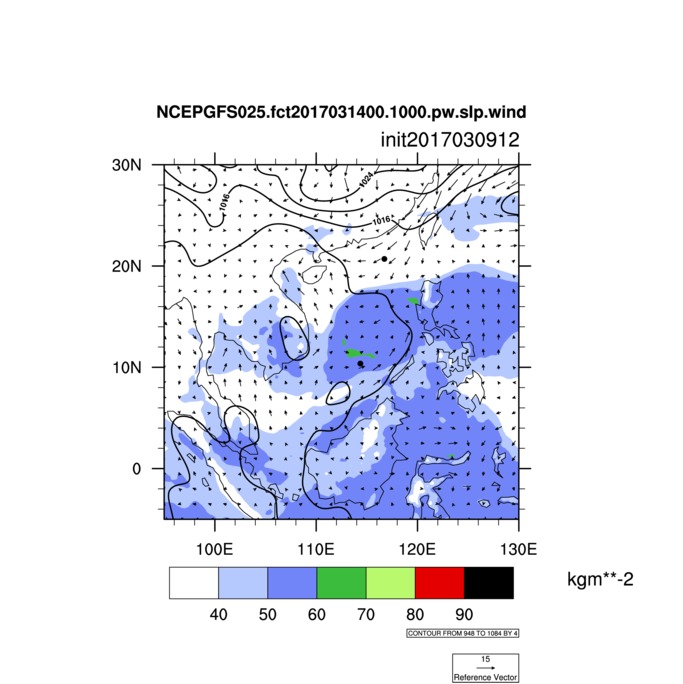 NCEPGFS025.fct2017031400.1000.pw.slp.wind
init2017030912
30N
20N
10N
0
1016
1024
1016
100E 110E 120E 130E
40 50 60 70 80 90
kgm**-2
CONTOUR FROM 948 TO 1084 BY 4
15
Reference Vector